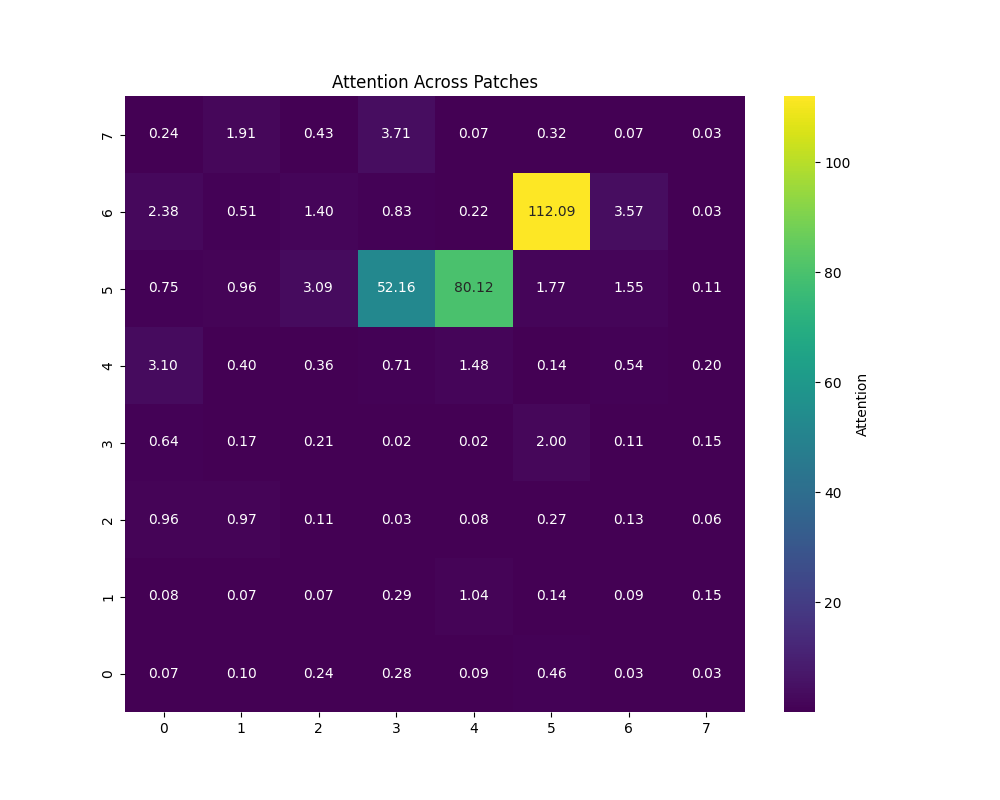 Attention Across Patches
7 0.24 1.91 0.43 3.71 0.07 0.32 0.07 0.03
6 2.38 0.51 1.40 0.83 0.22 112.09 3.57 0.03
5 0.75 0.96 3.09 52.16 80.12 1.77 1.55 0.11
4 3.10 0.40 0.36 0.71 1.48 0.14 0.54 0.20
3 0.64 0.17 0.21 0.02 0.02 2.00 0.11 0.15
2 0.96 0.97 0.11 0.03 0.08 0.27 0.13 0.06
1 0.08 0.07 0.07 0.29 1.04 0.14 0.09 0.15
0 0.07 0.10 0.24 0.28 0.09 0.46 0.03 0.03
0 1 2 3 4 5 6 7
100
80
60
40
20
Attention